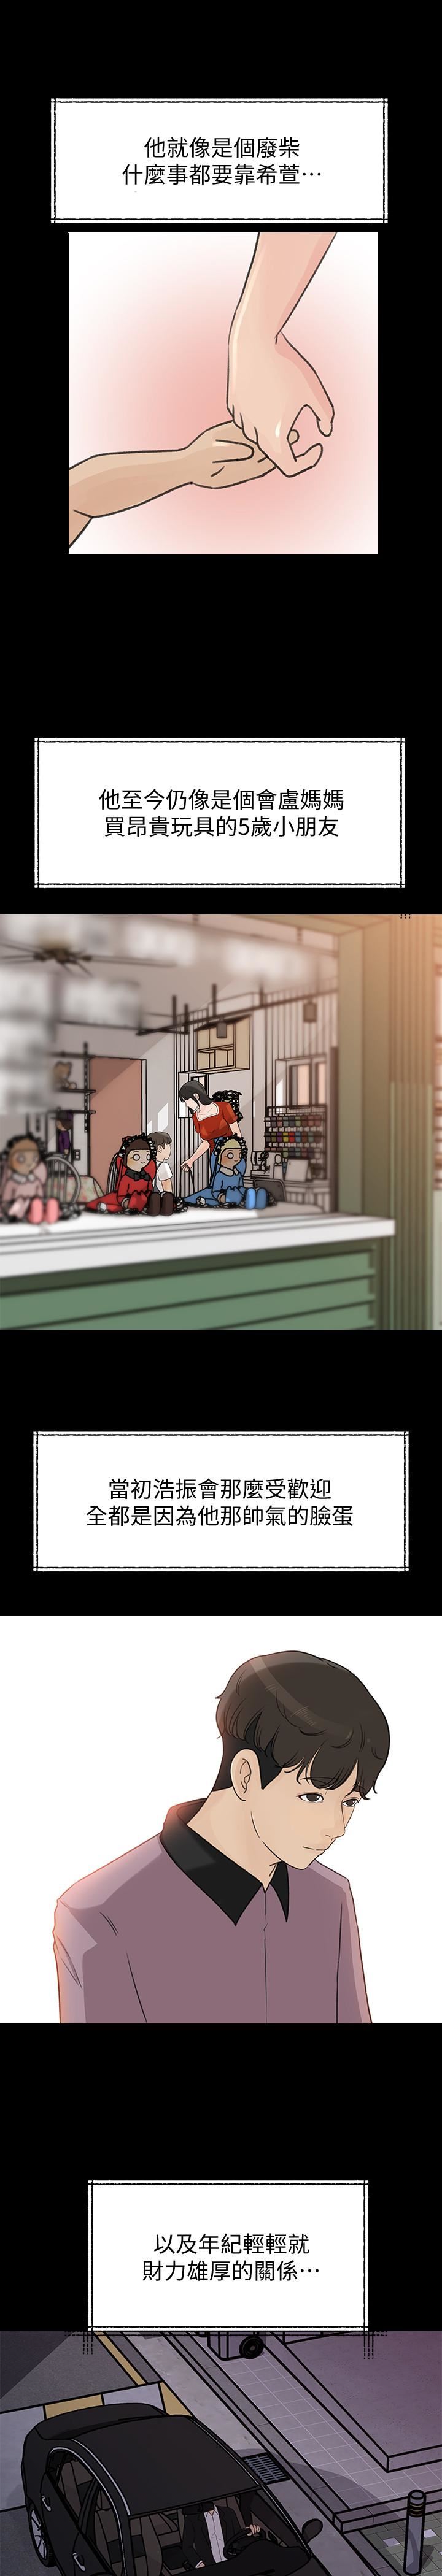 他就像是個廢柴
什麼事都要靠希萱⋯
他至今仍像是個會盧媽媽
買昂貴玩具的5歲小朋友
當初浩振會那麼受歡迎
全都是因為他那帥氣的臉蛋
以及年紀輕輕就
財力雄厚的關係⋯